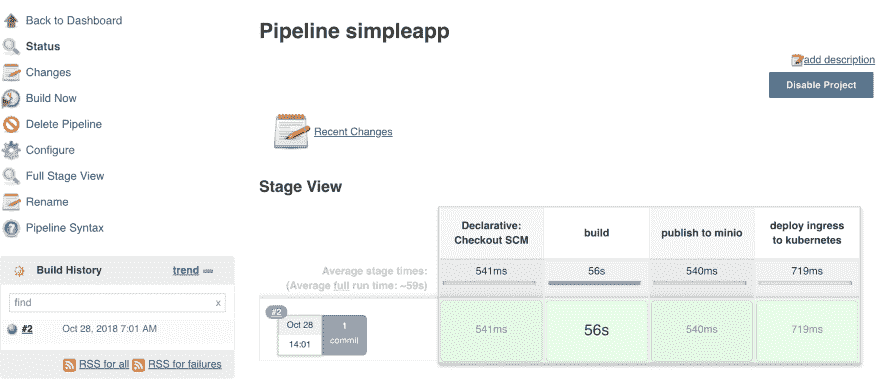 Back to Dashboard
Status
Changes
Build Now
Delete Pipeline
Configure
Full Stage View
Rename
Pipeline Syntax
Build History
trend
find
x
#2
Oct 28, 2018 7:01 AM
RSS for all
RSS for failures
Pipeline simpleapp
add description
Disable Project
Recent Changes
Stage View
Declarative:
Checkout SCM
build
publish to minio
deploy ingress
to kubernetes
Average stage times:
(Average full run time: ~59s)
541ms
56s
540ms
719ms
#2
Oct 28
14:01
1
commit
541ms
56s
540ms
719ms